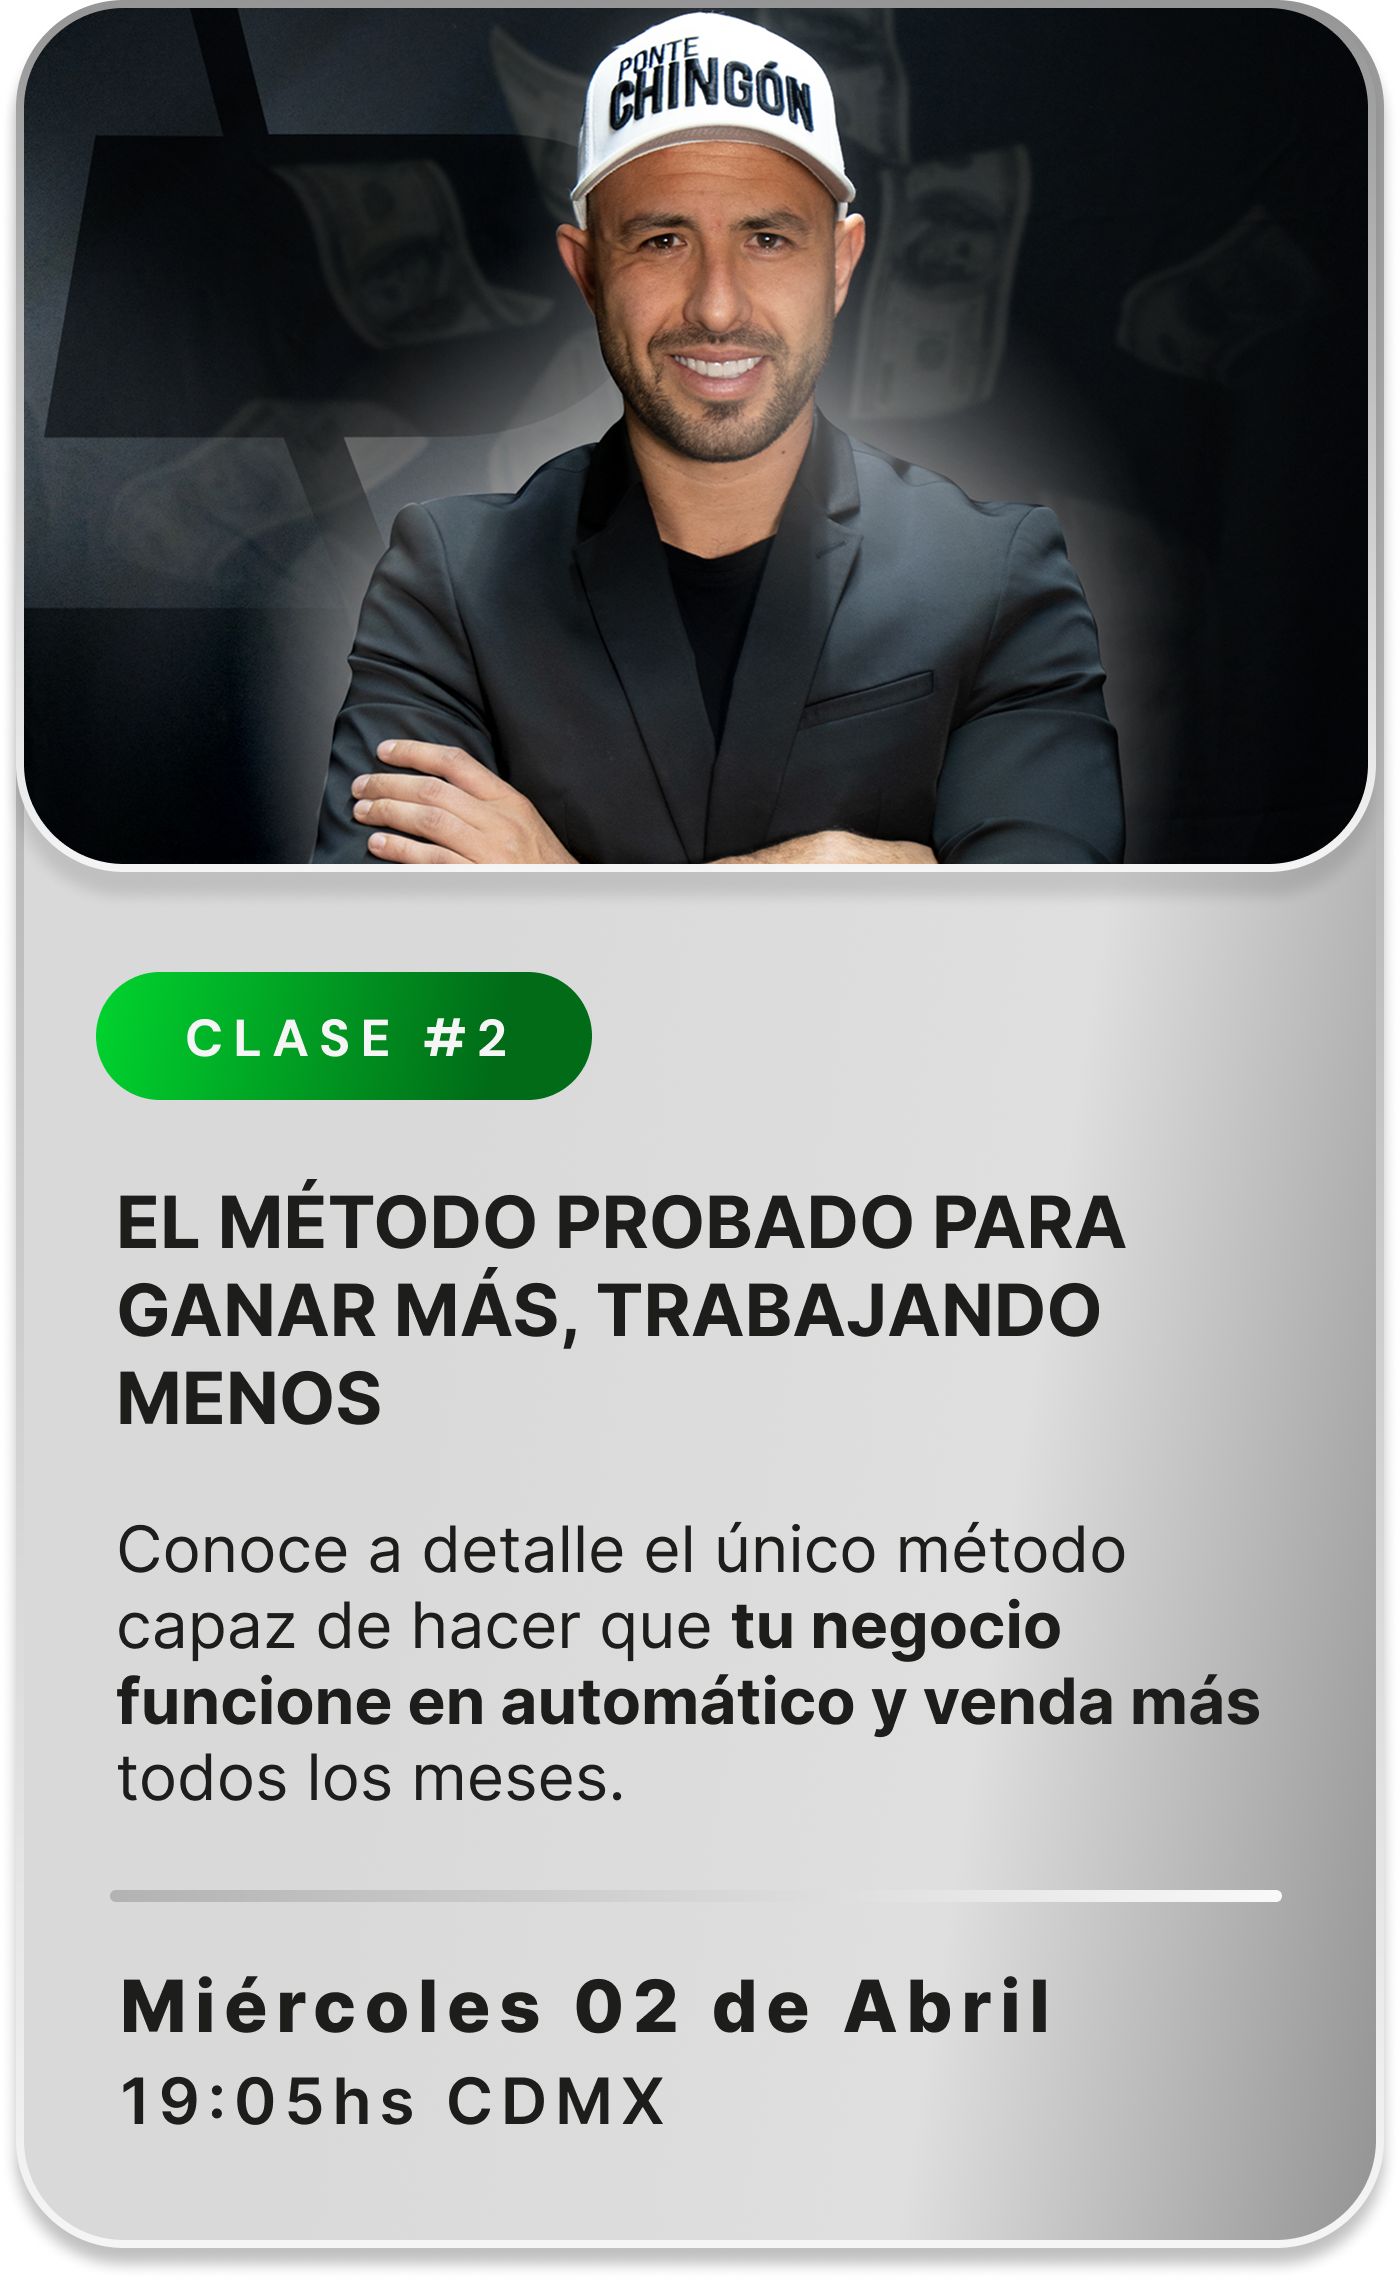 PONTE
CHINGÓN
CLASE #2
EL MÉTODO PROBADO PARA
GANAR MÁS, TRABAJANDO
MENOS
Conoce a detalle el único método
capaz de hacer que tu negocio
funcione en automático y venda más
todos los meses.
Miércoles 02 de Abril
19:05hs CDMX